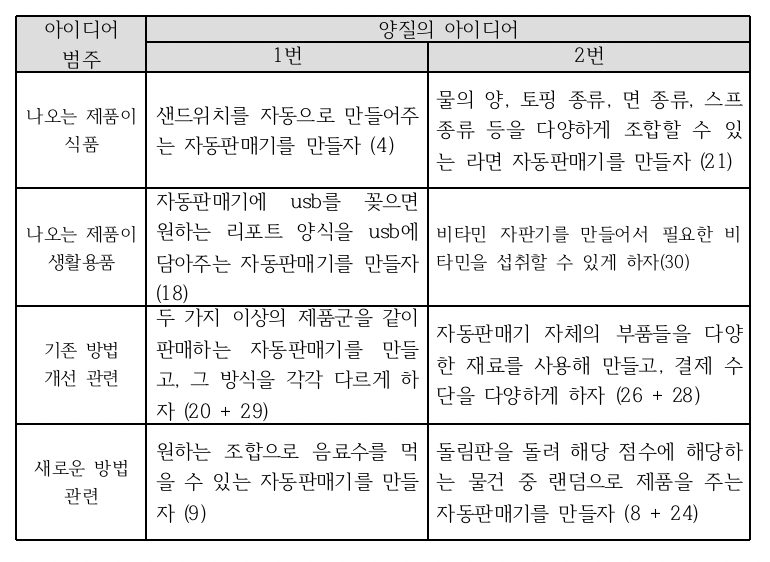 아이디어
범주
양질의 아이디어
1번
2번
나오는 제품이
식품
샌드위치를 자동으로 만들어주
는 자동판매기를 만들자 (4)
물의 양, 토핑 종류, 면 종류, 스프
종류 등을 다양하게 조합할 수 있
는 라면 자동판매기를 만들자 (21)
나오는 제품이
생활용품
자동판매기에 usb를 꽂으면
원하는 리포트 양식을 usb에
담아주는 자동판매기를 만들자
(18)
비타민 자판기를 만들어서 필요한 비
타민을 섭취할 수 있게 하자(30)
기존 방법
개선 관련
두 가지 이상의 제품군을 같이
판매하는 자동판매기를 만들
고, 그 방식을 각각 다르게 하
자 (20 + 29)
자동판매기 자체의 부품들을 다양
한 재료를 사용해 만들고, 결제 수
단을 다양하게 하자 (26 + 28)
새로운 방법
관련
원하는 조합으로 음료수를 먹
을 수 있는 자동판매기를 만들
자 (9)
돌림판을 돌려 해당 점수에 해당하
는 물건 중 랜덤으로 제품을 주는
자동판매기를 만들자 (8 + 24)